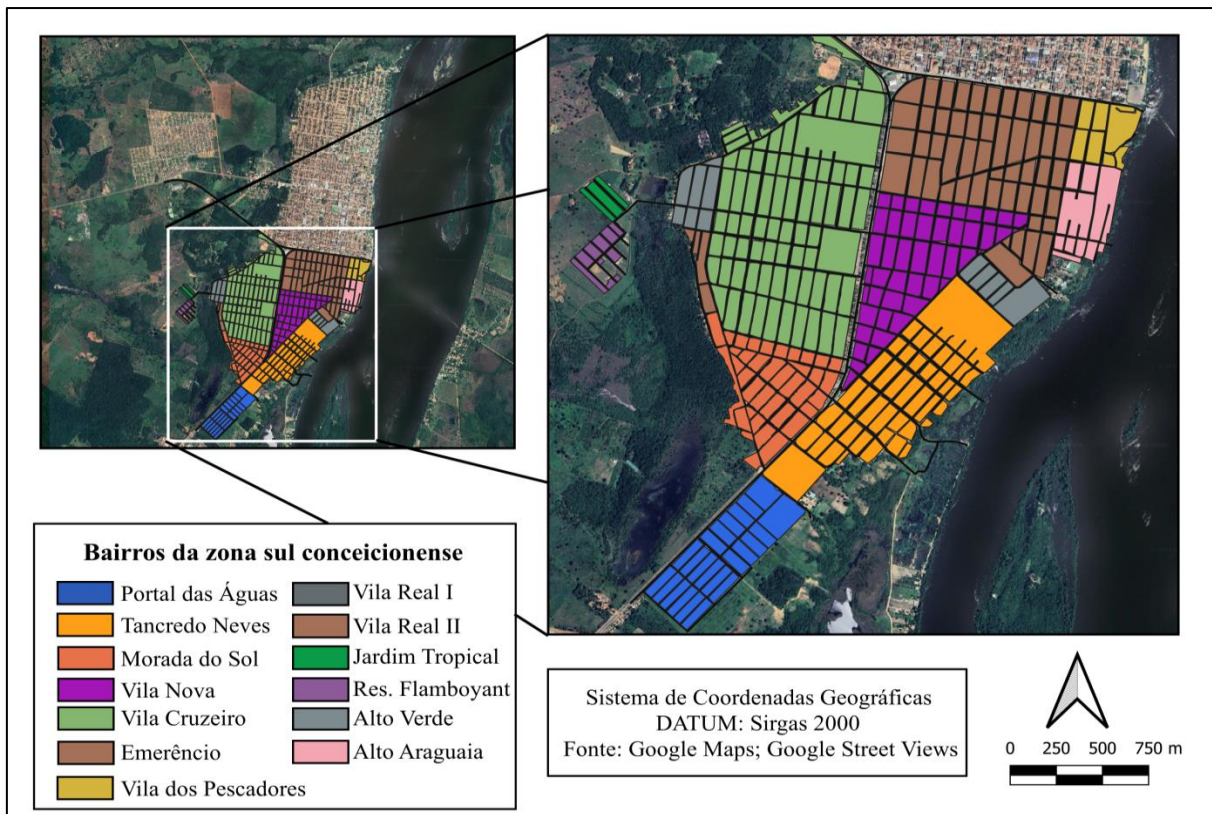 Bairros da zona sul conceicionense
Portal das Águas
Tancredo Neves
Morada do Sol
Vila Nova
Vila Cruzeiro
Emerêncio
Vila dos Pescadores
Vila Real I
Vila Real II
Jardim Tropical
Res. Flamboyant
Alto Verde
Alto Araguaia
Sistema de Coordenadas Geográficas
DATUM: Sirgas 2000
Fonte: Google Maps; Google Street Views
0 250 500 750 m